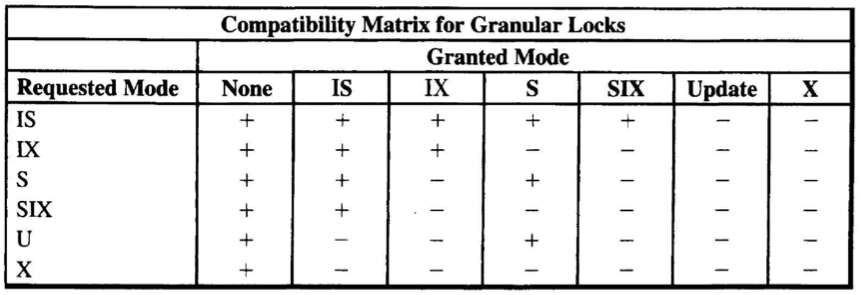 Compatibility Matrix for Granular Locks
Granted Mode
Requested Mode None IS IX S SIX Update X
IS + + + + + − −
IX + + + − − − −
S + + − + − − −
SIX + + − − − − −
U + − − + − − −
X + − − − − − −